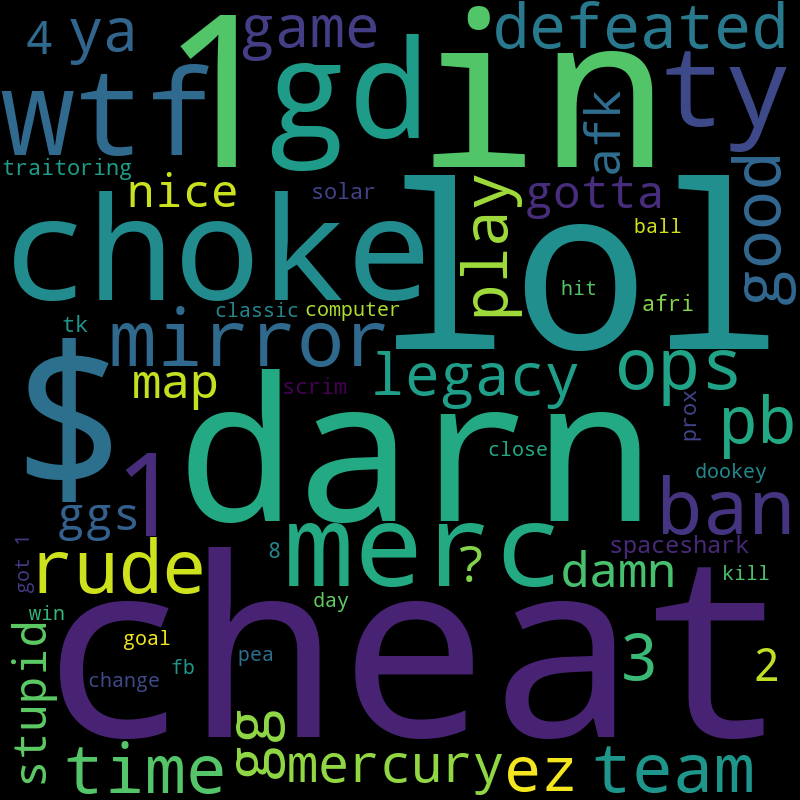 4
ya
game
1
in
defeated
wtf
gd
ty
afk
traitoring
nice
solar
play
gotta
good
choke
lol
ball
hit
classic
computer
afri
tk
mirror
legacy
ops
map
scrim
$
darn
prox
pb
close
dookey
1
ggs
ban
merc
?
rude
got 1
8
spaceshark
damn
kill
cheat
day
win
goal
stupid
fb
pea
change
3
2
gg
time
mercury
ez
team